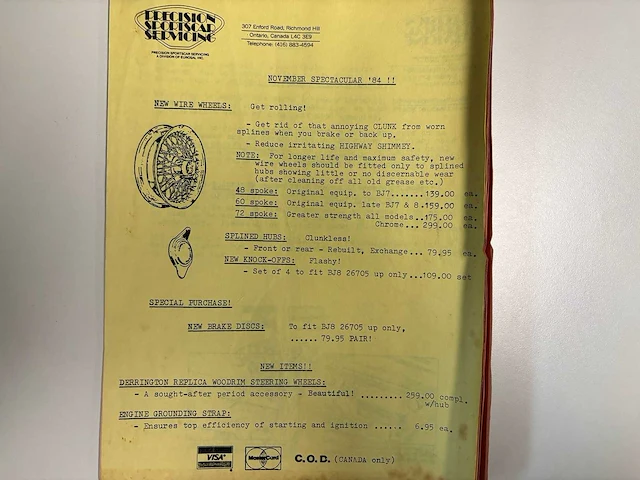 PRECISION
SPORTSCAR
SERVICING
PRECISION SPORTSCAR SERVICING
A DIVISION OF EUROSAL INC.
307 Enford Road, Richmond Hill
Ontario, Canada L4C 3E9
Telephone: (416) 883-4594
NOVEMBER SPECTACULAR '84 !!
NEW WIRE WHEELS: Get rolling!
- Get rid of that annoying CLUNK from worn
splines when you brake or back up.
- Reduce irritating HIGHWAY SHIMMEY.
NOTE: For longer life and maximum safety, new
wire wheels should be fitted only to splined
hubs showing little or no discernable wear
(after cleaning off all old grease etc.)
48 spoke: Original equip. to BJ7.......139.00 ea.
60 spoke: Original equip. late BJ7 & 8.159.00 ea.
72 spoke: Greater strength all models..175.00 ea.
Chrome... 299.00 ea.
SPLINED HUBS: Clunkless!
- Front or rear - Rebuilt, Exchange... 79.95 ea.
NEW KNOCK-OFFS: Flashy!
- Set of 4 to fit BJ8 26705 up only...109.00 set
SPECIAL PURCHASE!
NEW BRAKE DISCS: To fit BJ8 26705 up only,
...... 79.95 PAIR!
NEW ITEMS!!
DERRINGTON REPLICA WOODRIM STEERING WHEELS:
- A sought-after period accessory - Beautiful! ......... 259.00 compl.
w/hub
ENGINE GROUNDING STRAP:
- Ensures top efficiency of starting and ignition ...... 6.95 ea.
VISA MasterCard C.O.D. (CANADA only)